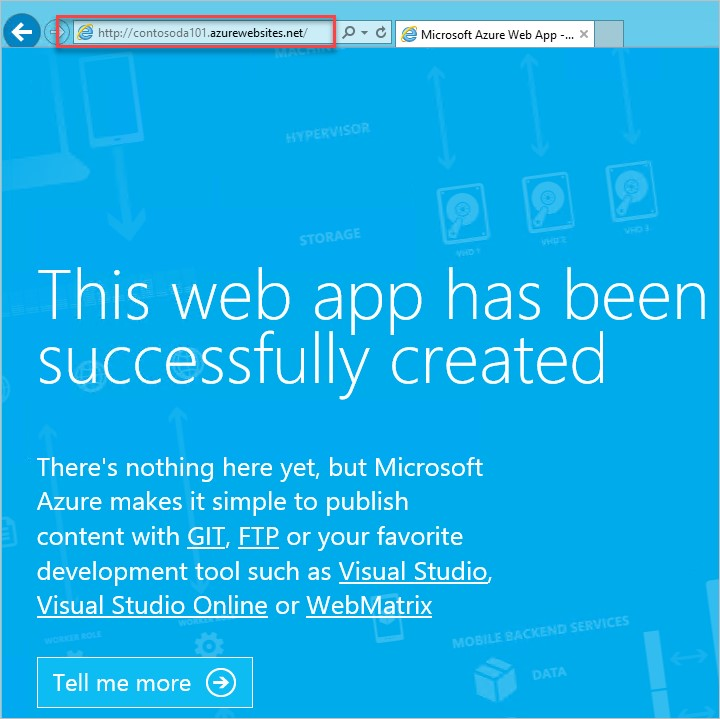 http://contosoda101.azurewebsites.net/
Microsoft Azure Web App -...
MACHINE
HYPERVISOR
STORAGE
VHD 1
VHD 2
VHD 3
This web app has been
successfully created
There's nothing here yet, but Microsoft
Azure makes it simple to publish
content with GIT, FTP or your favorite
development tool such as Visual Studio,
Visual Studio Online or WebMatrix
WORKER ROLE
MOBILE BACKEND SERVICES
DATA
Tell me more